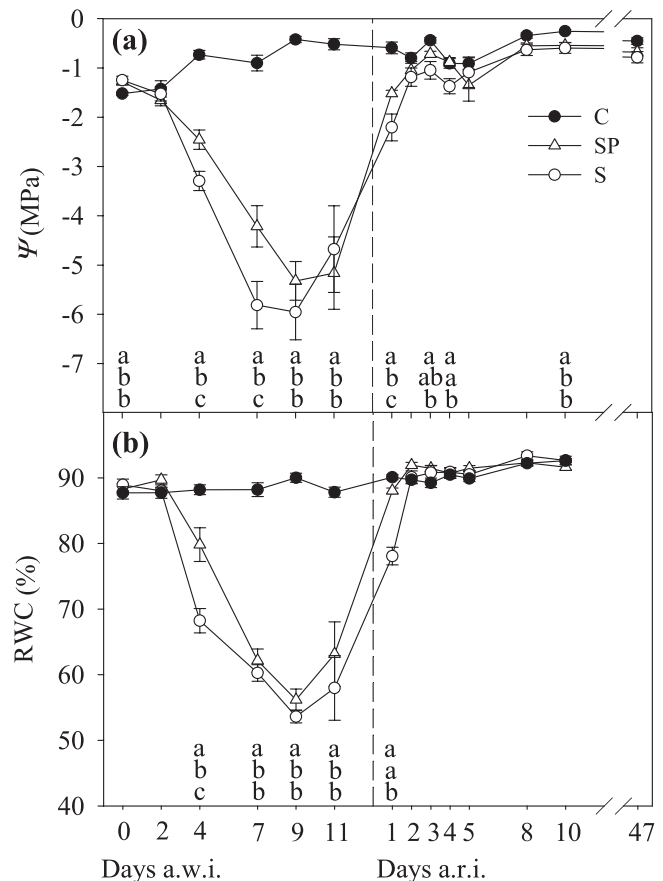 (a)
0
-1
-2
-3
-4
-5
-6
-7
Ψ (MPa)
C
SP
S
a a a a a a a a
b b b b b ab a b
b c c b b c b b b
(b)
90
80
70
60
50
40
RWC (%)
a a a a a
b b b b a
c b b b b
0 2 4 7 9 11 1 2 3 4 5 8 10 47
Days a.w.i. Days a.r.i.